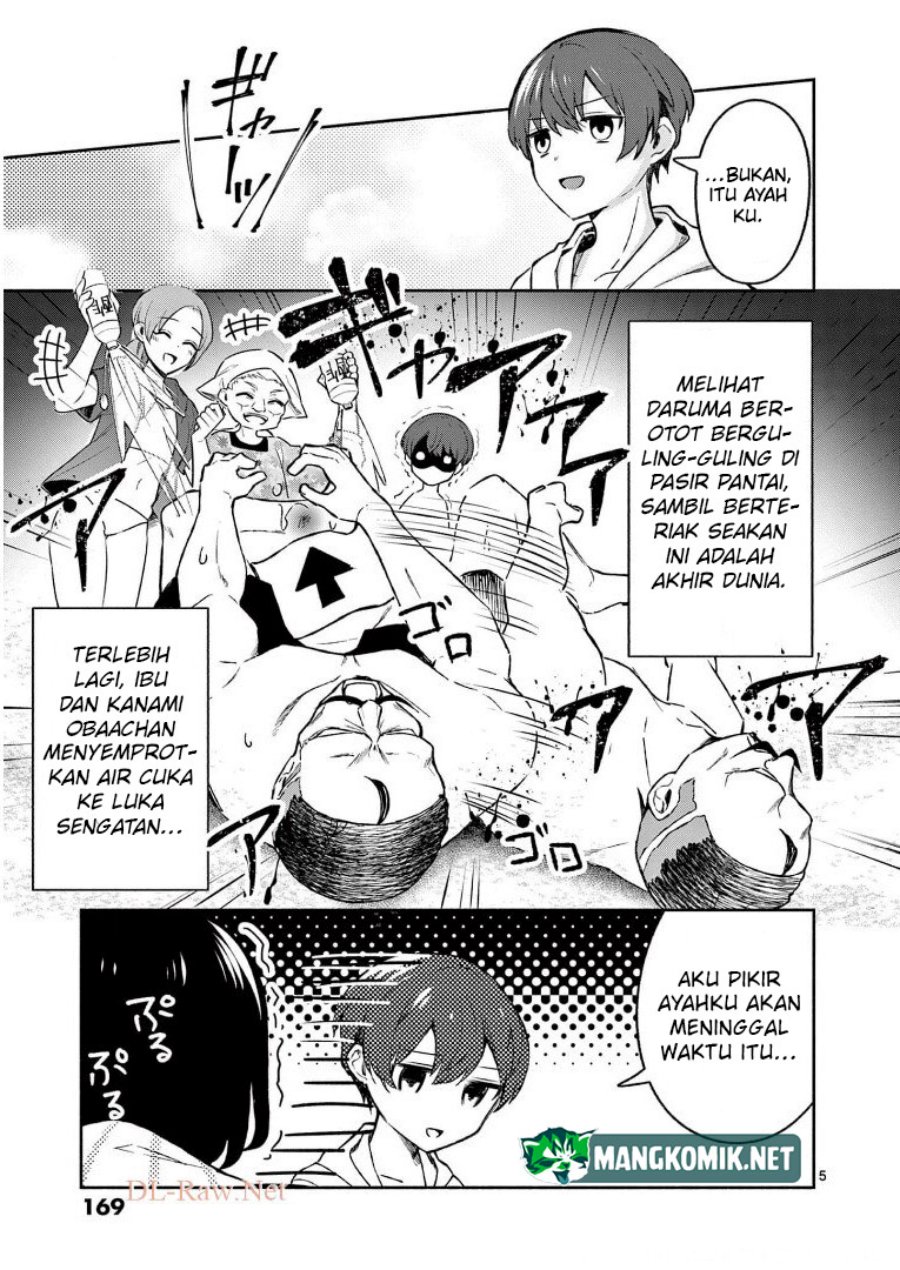 ギャー
...BUKAN,
ITU AYAH
KU.
ギャアアアア
MELIHAT
DARUMA BER-
OTOT BERGU-
LING-GULING DI
PASIR PANTAI,
SAMBIL BERTE-
RIAK SEAKAN
INI ADALAH
AKHIR DUNIA.
ゴロ
ゴロ
TERLEBIH
LAGI, IBU
DAN KANAMI
OBAACHAN
MENYEMPROT-
KAN AIR CUKA
KE LUKA
SENGATAN...
AKU PIKIR
AYAHKU AKAN
MENINGGAL
WAKTU ITU...
ぷる
ぷる
MANGKOMIK.NET
5
DL-Raw.Net
169